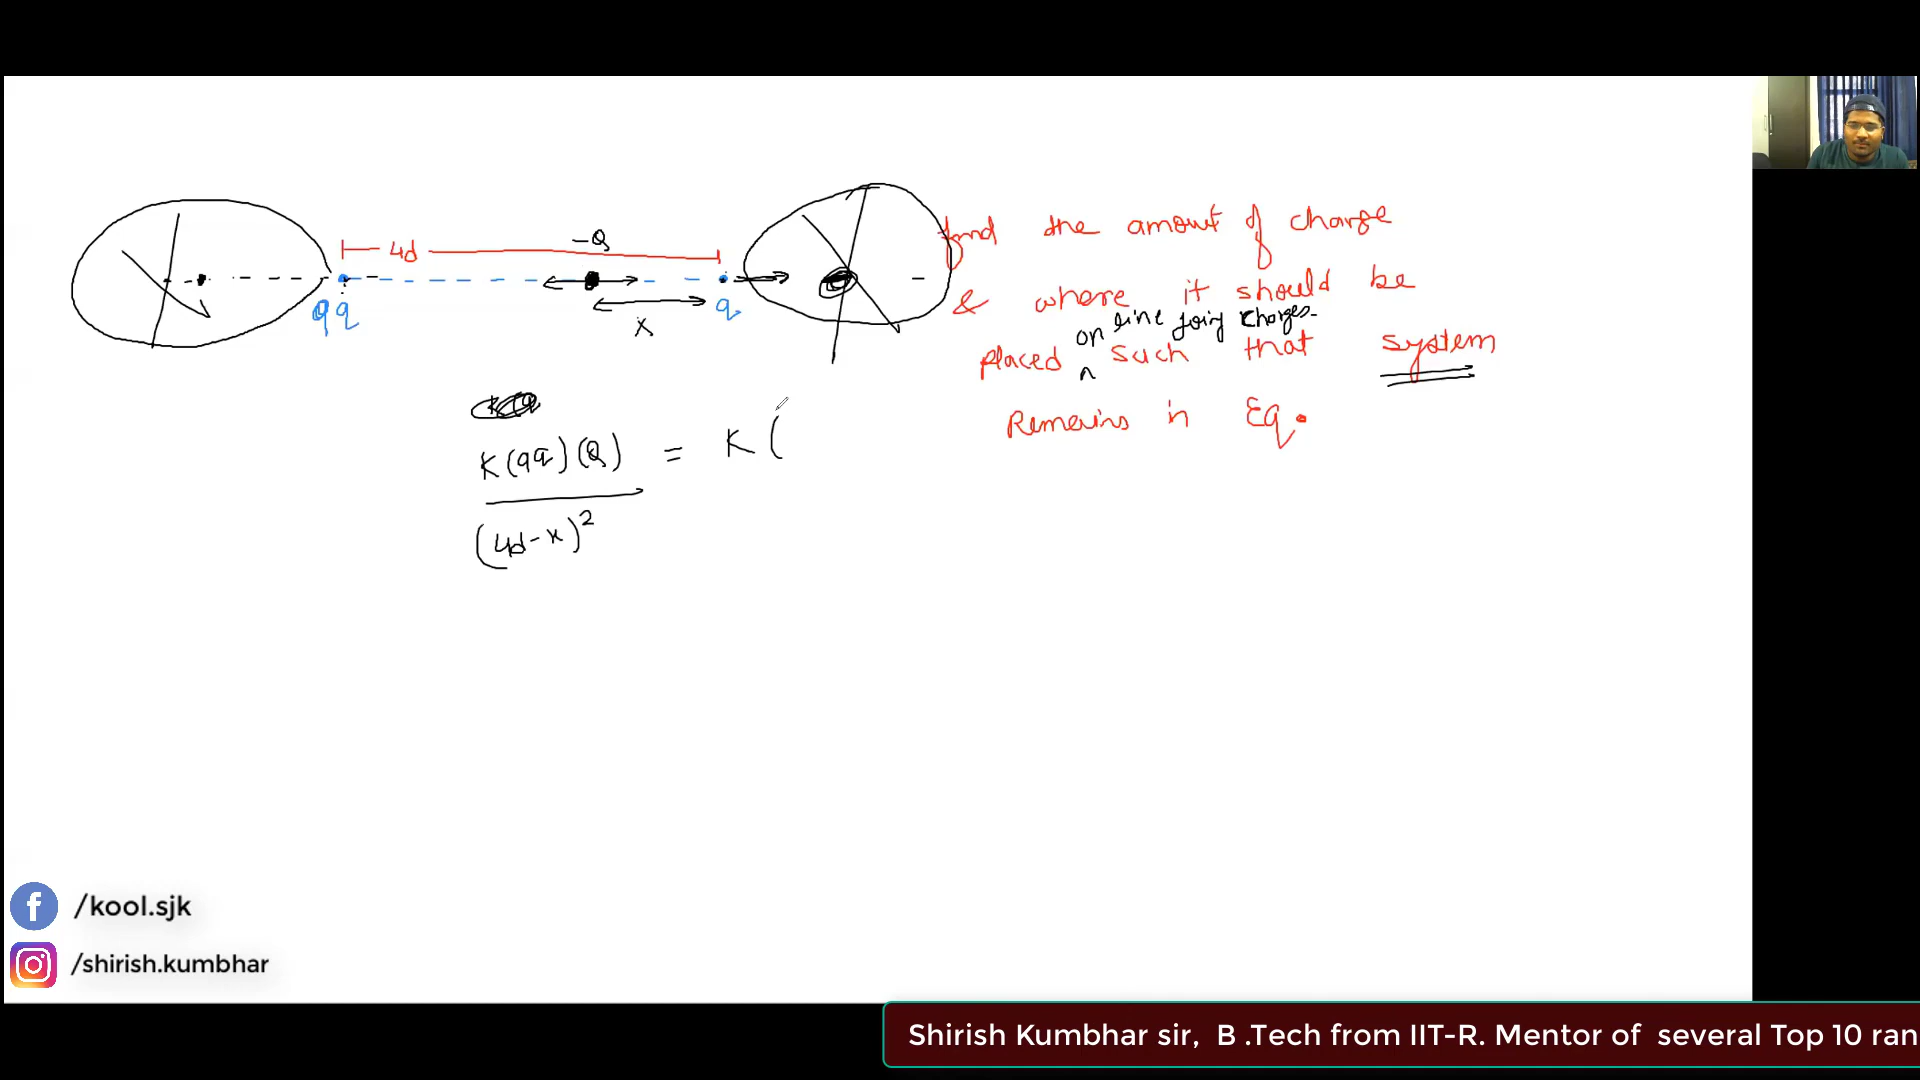 find the amout of charge
4d
-Q
& where it should be
9q
x
q
on line joing charges-
placed ^ such that system
Remains in Eq.
K(9q)(Q) = K(
(4d-x)²
/kool.sjk
/shirish.kumbhar
Shirish Kumbhar sir, B .Tech from IIT-R. Mentor of several Top 10 ran